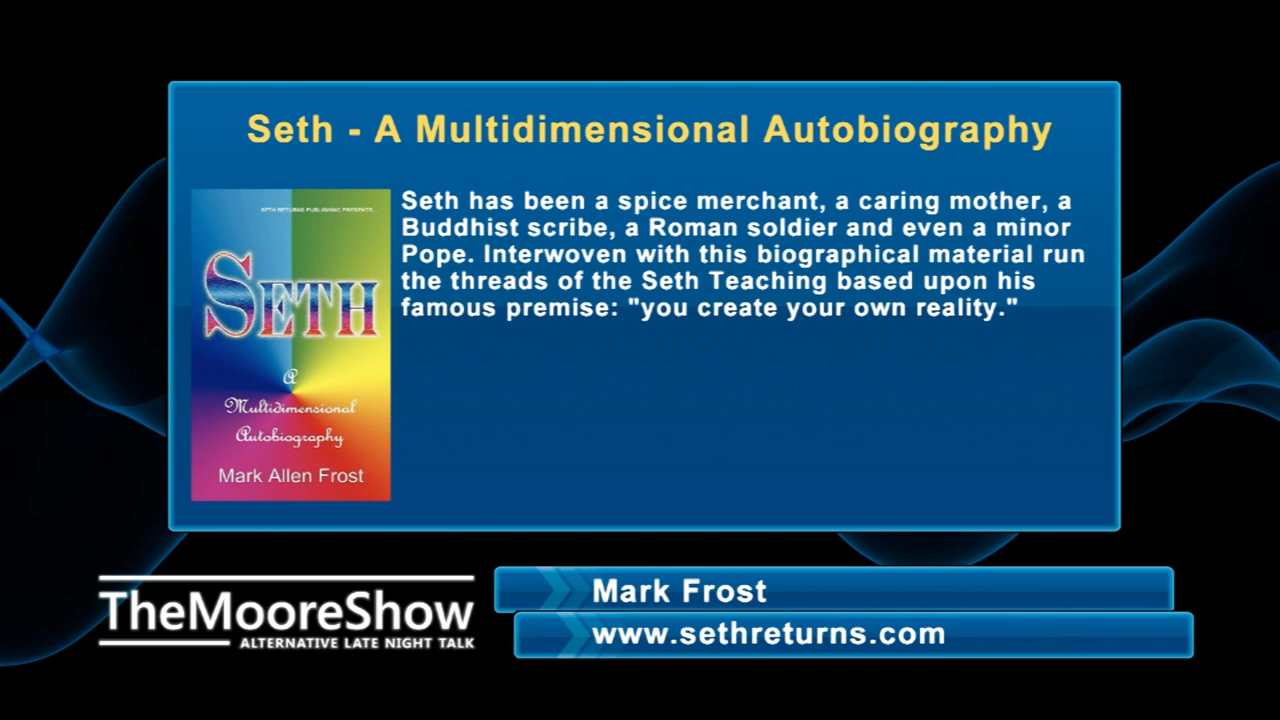 Seth - A Multidimensional Autobiography
SETH RETURNS PUBLISHING PRESENTS...
SETH
A
Multidimensional
Autobiography
Mark Allen Frost
Seth has been a spice merchant, a caring mother, a
Buddhist scribe, a Roman soldier and even a minor
Pope. Interwoven with this biographical material run
the threads of the Seth Teaching based upon his
famous premise: "you create your own reality."
TheMooreShow
ALTERNATIVE LATE NIGHT TALK
Mark Frost
www.sethreturns.com